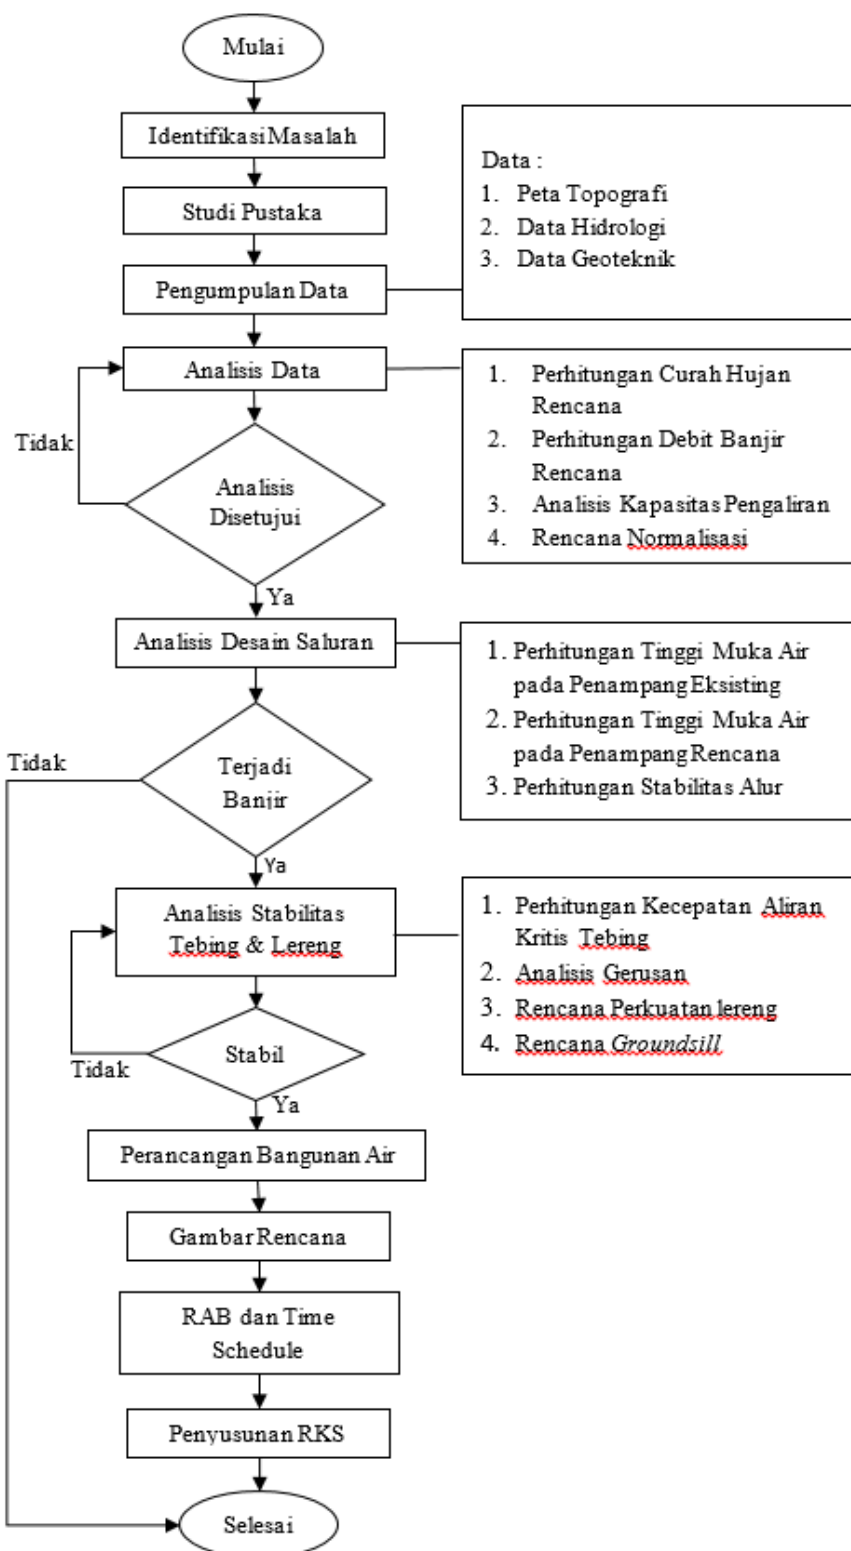 Mulai
Identifikasi Masalah
Studi Pustaka
Pengumpulan Data
Data :
1. Peta Topografi
2. Data Hidrologi
3. Data Geoteknik
Analisis Data
1. Perhitungan Curah Hujan
Rencana
2. Perhitungan Debit Banjir
Rencana
3. Analisis Kapasitas Pengaliran
4. Rencana Normalisasi
Tidak
Analisis
Disetujui
Ya
Analisis Desain Saluran
1. Perhitungan Tinggi Muka Air
pada Penampang Eksisting
2. Perhitungan Tinggi Muka Air
pada Penampang Rencana
3. Perhitungan Stabilitas Alur
Tidak
Terjadi
Banjir
Ya
Analisis Stabilitas
Tebing & Lereng
1. Perhitungan Kecepatan Aliran
Kritis Tebing
2. Analisis Gerusan
3. Rencana Perkuatan lereng
4. Rencana Groundsill
Stabil
Tidak
Ya
Perancangan Bangunan Air
Gambar Rencana
RAB dan Time
Schedule
Penyusunan RKS
Selesai